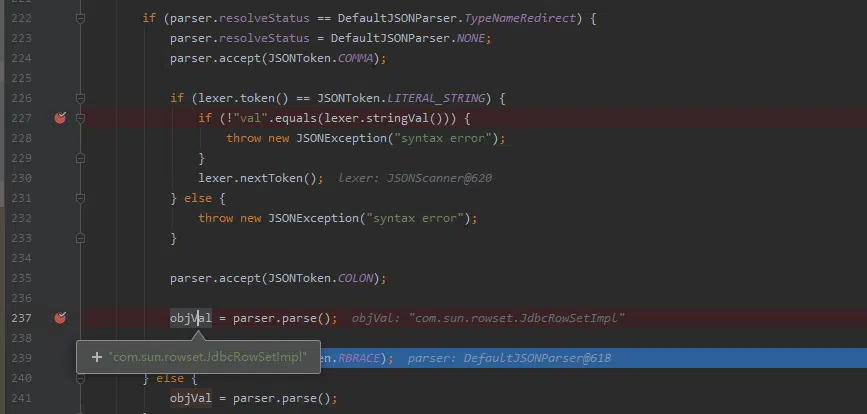 222 if (parser.resolveStatus == DefaultJSONParser.TypeNameRedirect) {
223 parser.resolveStatus = DefaultJSONParser.NONE;
224 parser.accept(JSONToken.COMMA);
225
226 if (lexer.token() == JSONToken.LITERAL_STRING) {
227 if (!"val".equals(lexer.stringVal())) {
228 throw new JSONException("syntax error");
229 }
230 lexer.nextToken(); lexer: JSONScanner@620
231 } else {
232 throw new JSONException("syntax error");
233 }
234
235 parser.accept(JSONToken.COLON);
236
237 objVal = parser.parse(); objVal: "com.sun.rowset.JdbcRowSetImpl"
238
+ "com.sun.rowset.JdbcRowSetImpl"
239 en.RBRACE); parser: DefaultJSONParser@618
240 } else {
241 objVal = parser.parse();